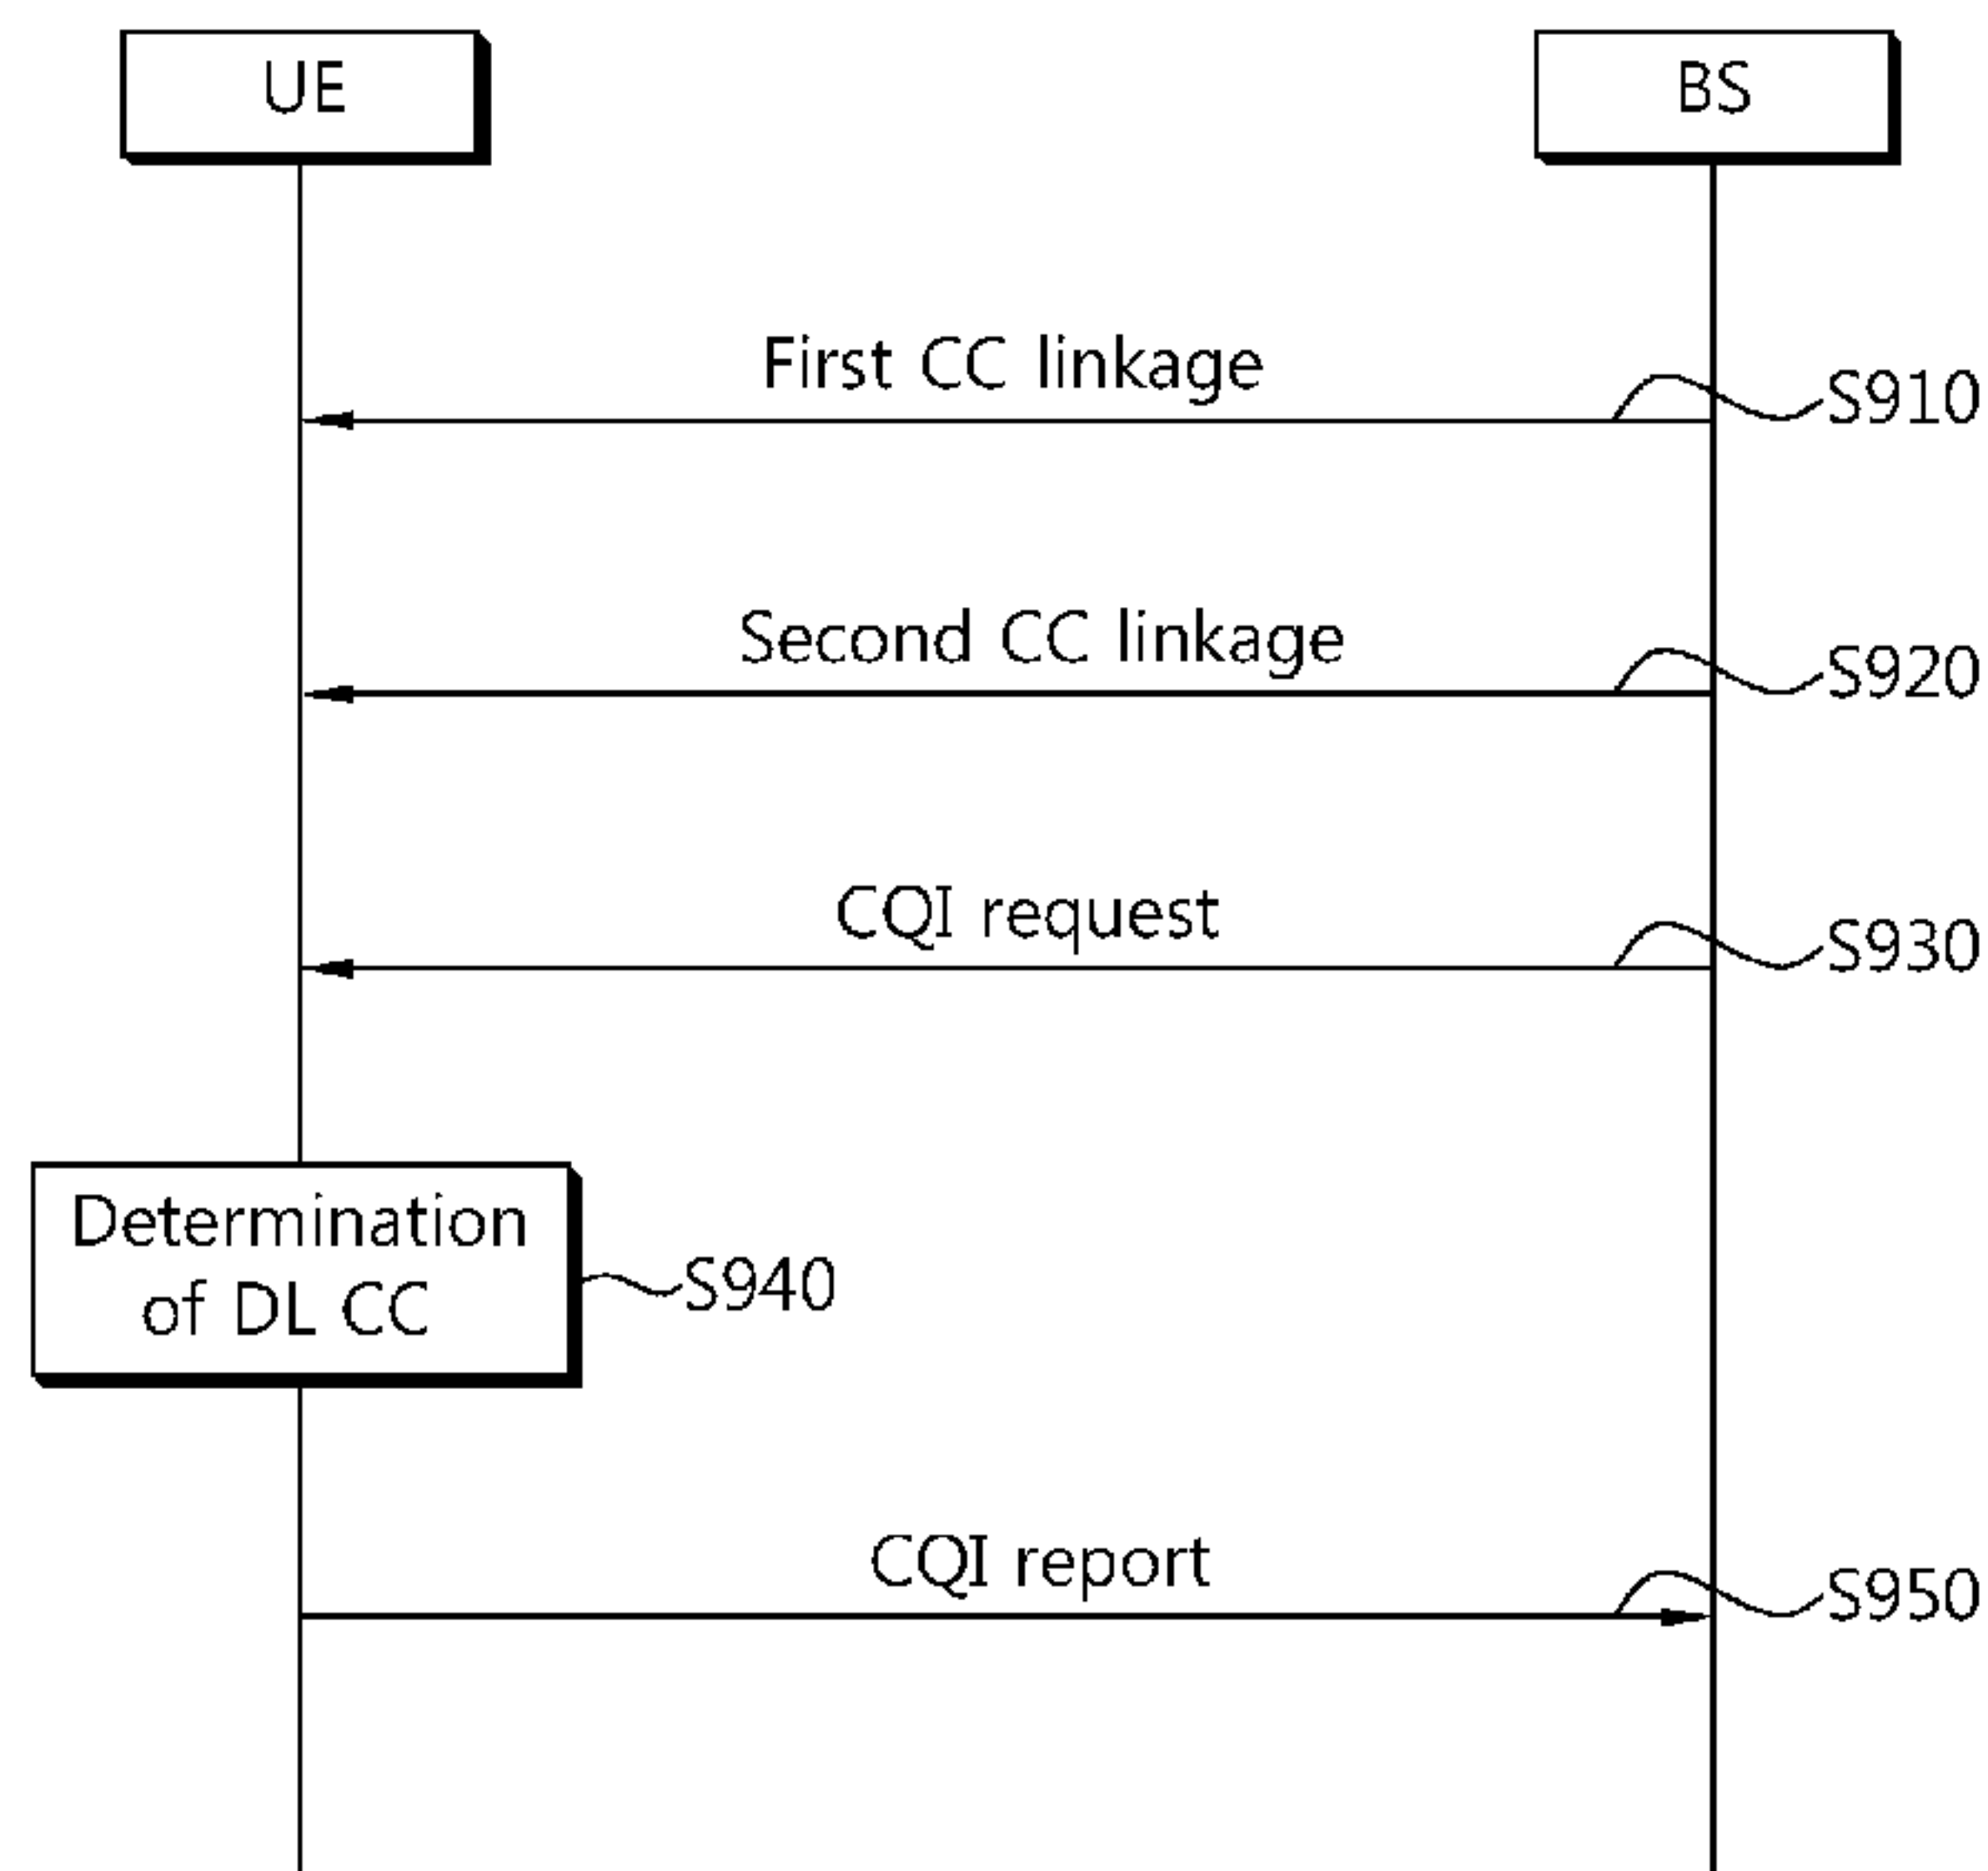 UE
BS
First CC linkage
S910
Second CC linkage
S920
CQI request
S930
Determination
of DL CC
S940
CQI report
S950